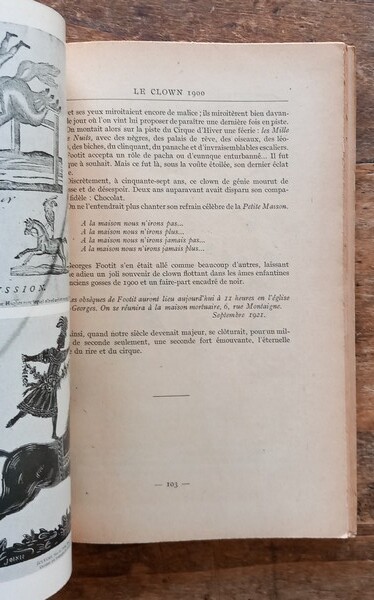 LE CLOWN 1900
et ses yeux miroitaient encore de malice ; ils miroitèrent bien davan-
le jour où l'on vint lui proposer de paraître une dernière fois en piste.
On montait alors sur la piste du Cirque d'Hiver une féerie : les Mille
Nuits, avec des nègres, des palais de rêve, des oiseaux, des léo-
, des biches, du clinquant, du panache et d'invraisemblables escaliers.
Footit accepta un rôle de pacha ou d'eunuque enturbanné... Il fut
ue à souhait. Mais ce fut là, sous la voûte étoilée, son dernier éclat
Discrètement, à cinquante-sept ans, ce clown de génie mourut de
use et de désespoir. Deux ans auparavant avait disparu son compa-
fidèle : Chocolat.
ne l'entendrait plus chanter son refrain célèbre de la Petite Maison.
A la maison nous n'irons pas...
A la maison nous n'irons plus...
A la maison nous n'irons jamais pas...
A la maison nous n'irons jamais plus...
Georges Footit s'en était allé comme beaucoup d'autres, laissant
se adieu un joli souvenir de clown flottant dans les âmes enfantines
nciens gosses de 1900 et un faire-part encadré de noir.
es obsèques de Footit auront lieu aujourd'hui à 11 heures en l'église
Georges. On se réunira à la maison mortuaire, 6, rue Montaigne.
Septembre 1921.
Ainsi, quand notre siècle devenait majeur, se clôturait, pour un mil-
de seconde seulement, une seconde fort émouvante, l'éternelle
du rire et du cirque.
— 103 —
ESSION.
JOINIE